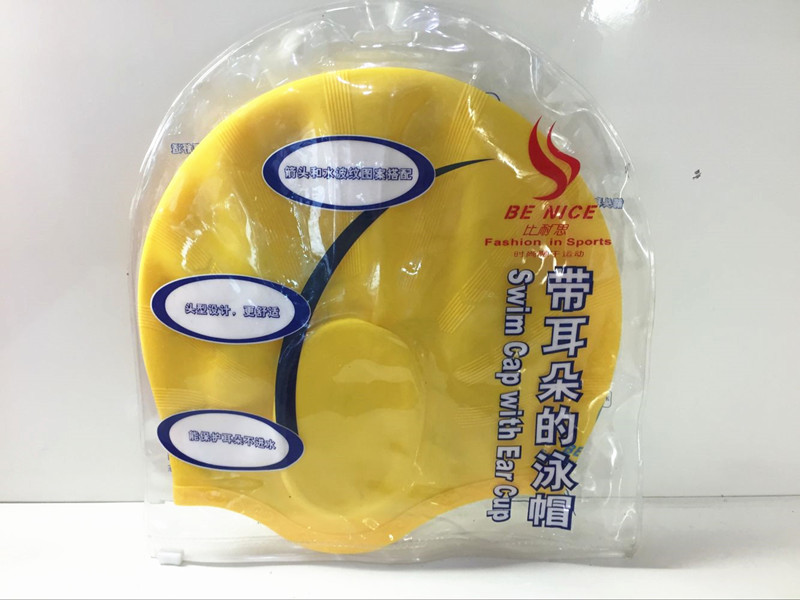 箭头和水波纹图案搭配
头型设计，更舒适
能保护耳朵不进水
BE NICE
比耐思
Fashion in Sports
带耳朵的泳帽
Swim Cap with Ear Cup